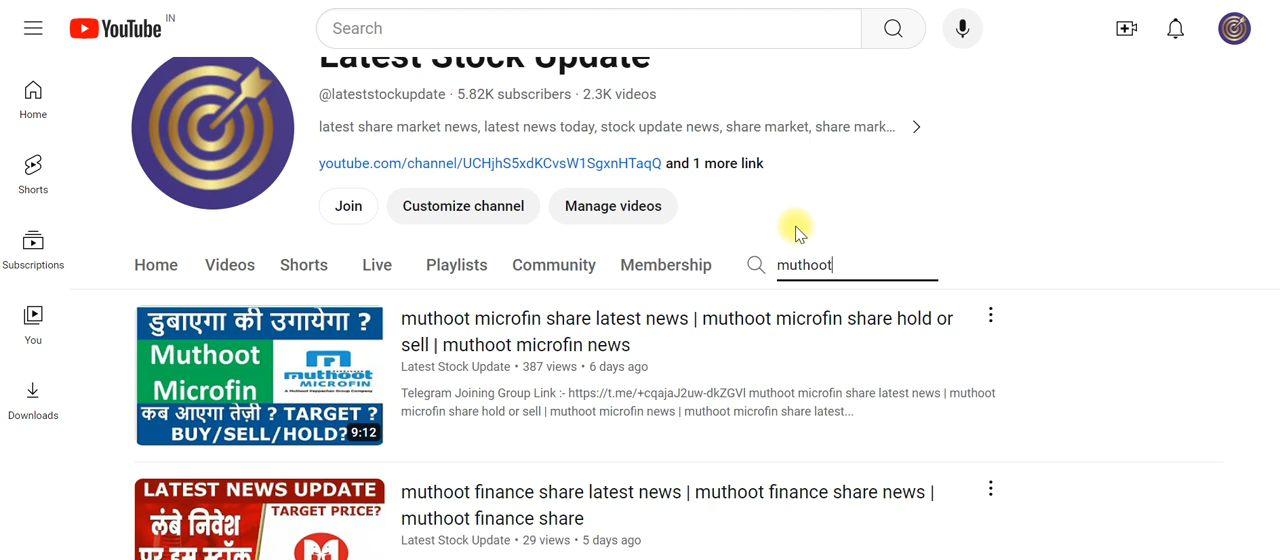 YouTube IN
Search
Latest Stock Update
@lateststockupdate · 5.82K subscribers · 2.3K videos
latest share market news, latest news today, stock update news, share market, share mark...
youtube.com/channel/UCHjhS5xdKCvsW1SgxnHTaqQ and 1 more link
Join Customize channel Manage videos
Home
Shorts
Subscriptions
You
Downloads
Home Videos Shorts Live Playlists Community Membership muthoot
डुबाएगा की उगायेगा ?
Muthoot
Microfin
muthoot
MICROFIN
कब आएगा तेज़ी ? TARGET ?
BUY/SELL/HOLD?
9:12
muthoot microfin share latest news | muthoot microfin share hold or
sell | muthoot microfin news
Latest Stock Update • 387 views • 6 days ago
Telegram Joining Group Link :- https://t.me/+cqajaJ2uw-dkZGVl muthoot microfin share latest news | muthoot
microfin share hold or sell | muthoot microfin news | muthoot microfin share latest...
LATEST NEWS UPDATE
TARGET PRICE?
लंबे निवेश
पर इस स्टॉक
muthoot finance share latest news | muthoot finance share news |
muthoot finance share
Latest Stock Update • 29 views • 5 days ago